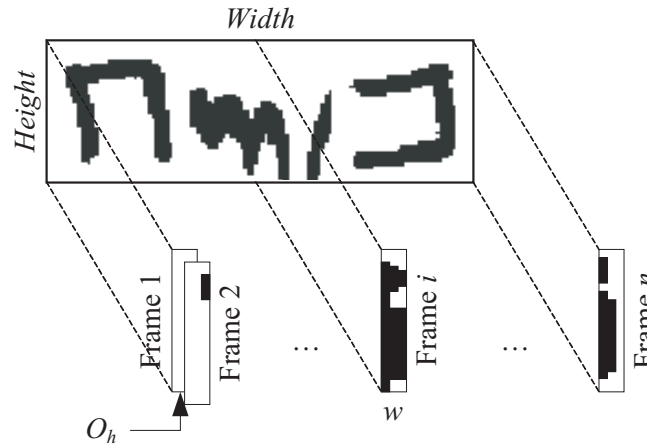 Width
Height
Frame 1
Frame 2
...
Frame i
...
Frame n
w
O_h